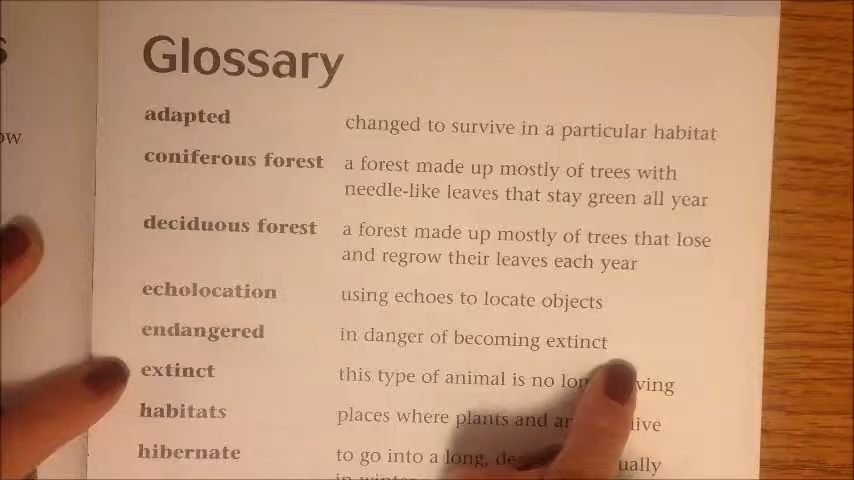 Glossary
adapted changed to survive in a particular habitat
coniferous forest a forest made up mostly of trees with
needle-like leaves that stay green all year
deciduous forest a forest made up mostly of trees that lose
and regrow their leaves each year
echolocation using echoes to locate objects
endangered in danger of becoming extinct
extinct this type of animal is no
habitats places where plants and live
hibernate to go into a long,
in winter